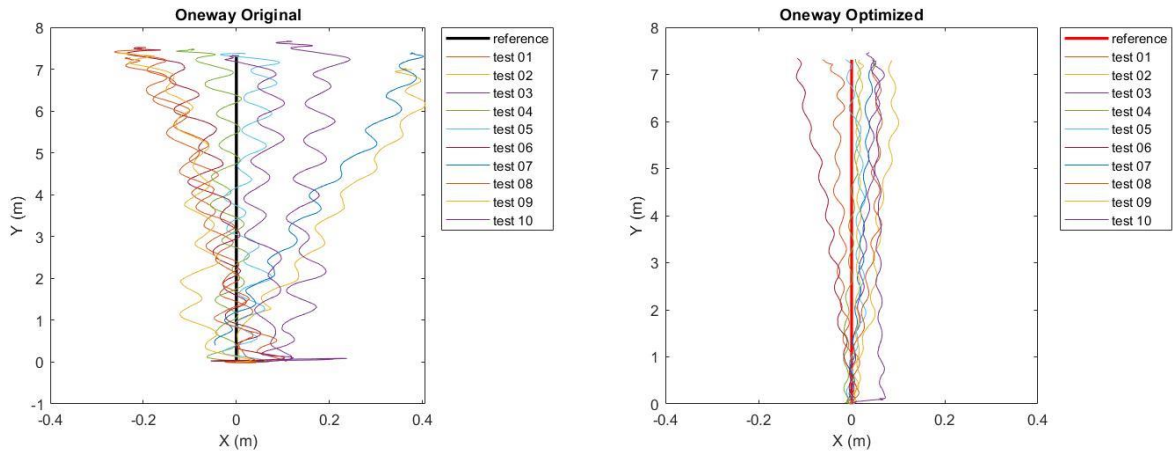 Oneway Original
8
7
6
5
4
3
2
1
0
-1
-0.4
-0.2
0
0.2
0.4
X (m)
Y (m)
reference
test 01
test 02
test 03
test 04
test 05
test 06
test 07
test 08
test 09
test 10
Oneway Optimized
8
7
6
5
4
3
2
1
0
-0.4
-0.2
0
0.2
0.4
X (m)
Y (m)
reference
test 01
test 02
test 03
test 04
test 05
test 06
test 07
test 08
test 09
test 10